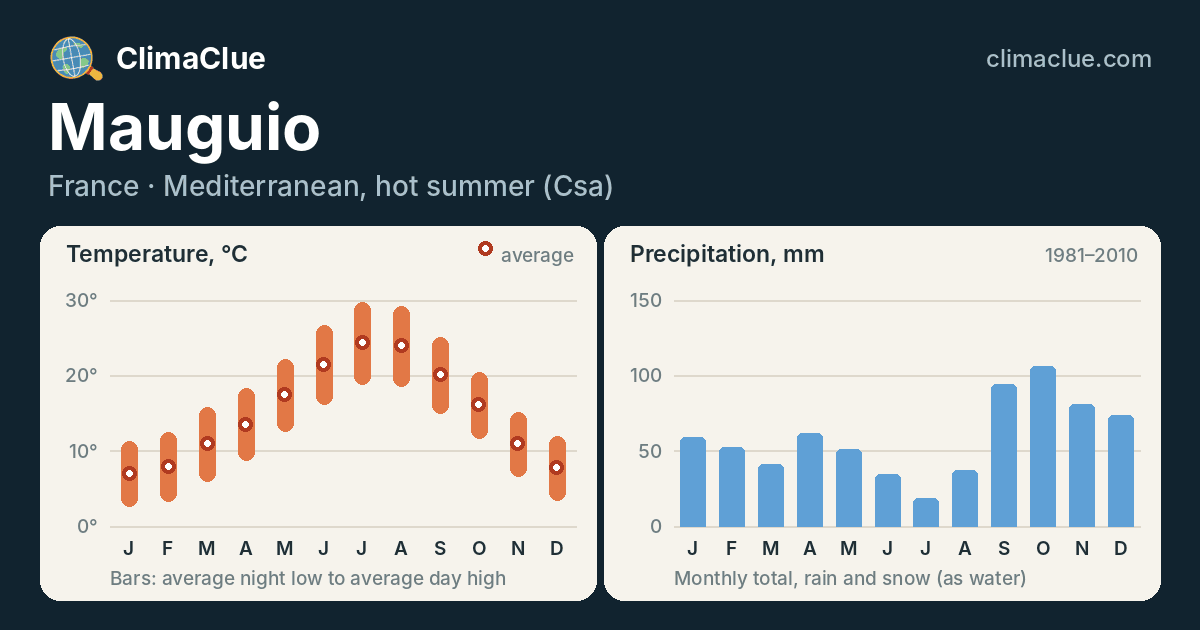 ClimaClue
climaclue.com
Mauguio
France · Mediterranean, hot summer (Csa)
Temperature, °C
average
30°
20°
10°
0°
J F M A M J J A S O N D
Bars: average night low to average day high
Precipitation, mm
1981–2010
150
100
50
0
J F M A M J J A S O N D
Monthly total, rain and snow (as water)